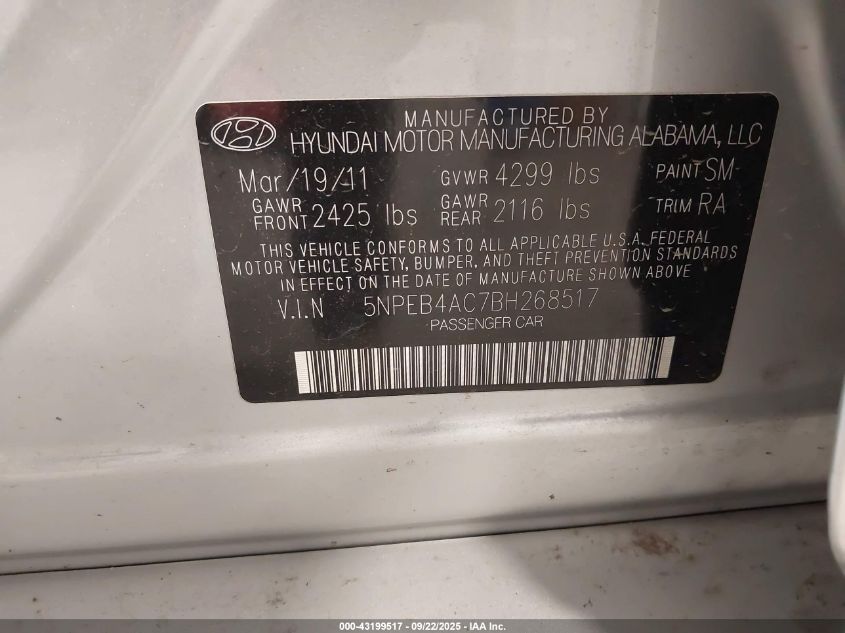 MANUFACTURED BY
HYUNDAI MOTOR MANUFACTURING ALABAMA, LLC
Mar/19/11 GVWR 4299 lbs PAINT SM
GAWR FRONT 2425 lbs GAWR REAR 2116 lbs TRIM RA
THIS VEHICLE CONFORMS TO ALL APPLICABLE U.S.A. FEDERAL
MOTOR VEHICLE SAFETY, BUMPER, AND THEFT PREVENTION STANDARDS
IN EFFECT ON THE DATE OF MANUFACTURE SHOWN ABOVE
V.I.N 5NPEB4AC7BH268517
PASSENGER CAR
000-43199517 - 09/22/2025 - IAA Inc.